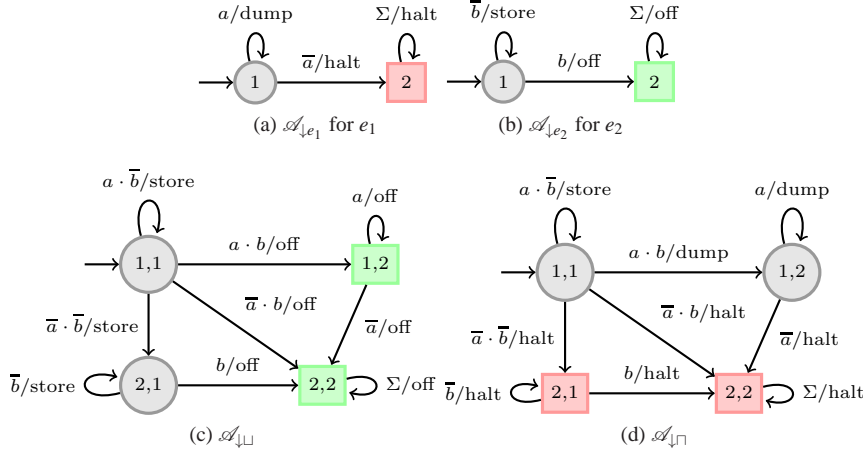 a/dump
Σ/halt
b̅/store
Σ/off
1
a̅/halt
2
1
b/off
2
(a) 𝒜↓e₁ for e₁
(b) 𝒜↓e₂ for e₂
a · b̅/store
a/off
a · b̅/store
a/dump
1,1
a · b/off
1,2
1,1
a · b/dump
1,2
a̅ · b̅/store
a̅ · b/off
a̅/off
a̅ · b̅/halt
a̅ · b/halt
a̅/halt
b̅/store
2,1
b/off
2,2
Σ/off
b̅/halt
2,1
b/halt
2,2
Σ/halt
(c) 𝒜↓⊔
(d) 𝒜↓⊓